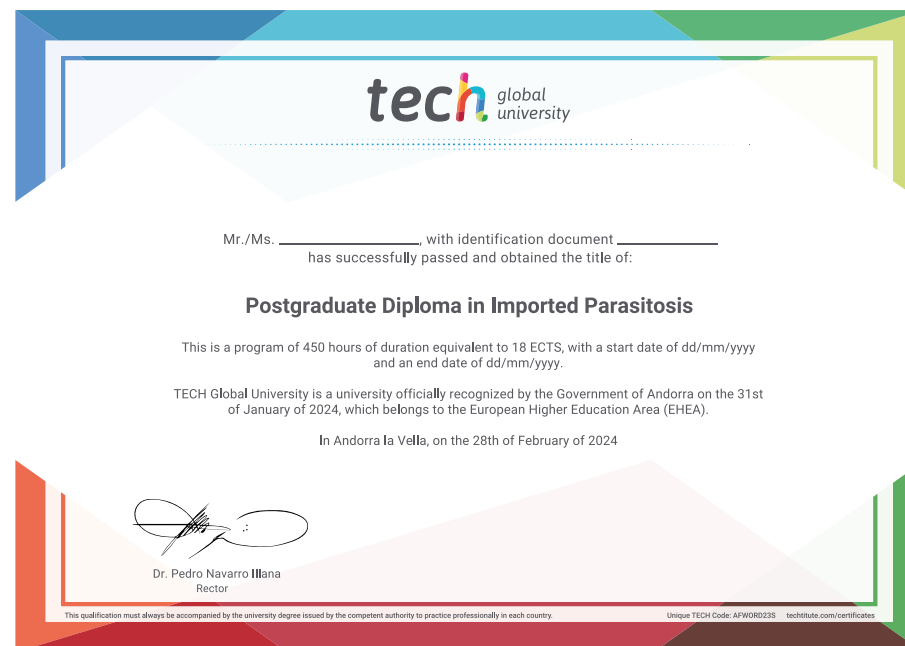 tech global
university
Mr./Ms. ____________, with identification document ____________
has successfully passed and obtained the title of:
Postgraduate Diploma in Imported Parasitosis
This is a program of 450 hours of duration equivalent to 18 ECTS, with a start date of dd/mm/yyyy
and an end date of dd/mm/yyyy.
TECH Global University is a university officially recognized by the Government of Andorra on the 31st
of January of 2024, which belongs to the European Higher Education Area (EHEA).
In Andorra la Vella, on the 28th of February of 2024
Dr. Pedro Navarro Illana
Rector
This qualification must always be accompanied by the university degree issued by the competent authority to practice professionally in each country.
Unique TECH Code: AFWORD23S techtitute.com/certificates